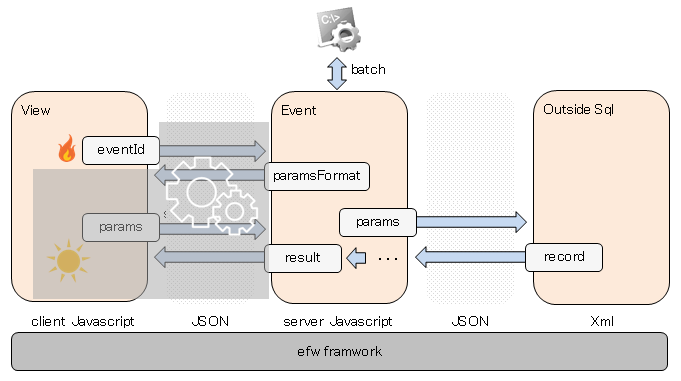 C:\>
batch
View
Event
Outside Sql
eventId
paramsFormat
params
params
result
...
record
client Javascript
JSON
server Javascript
JSON
Xml
efw framwork